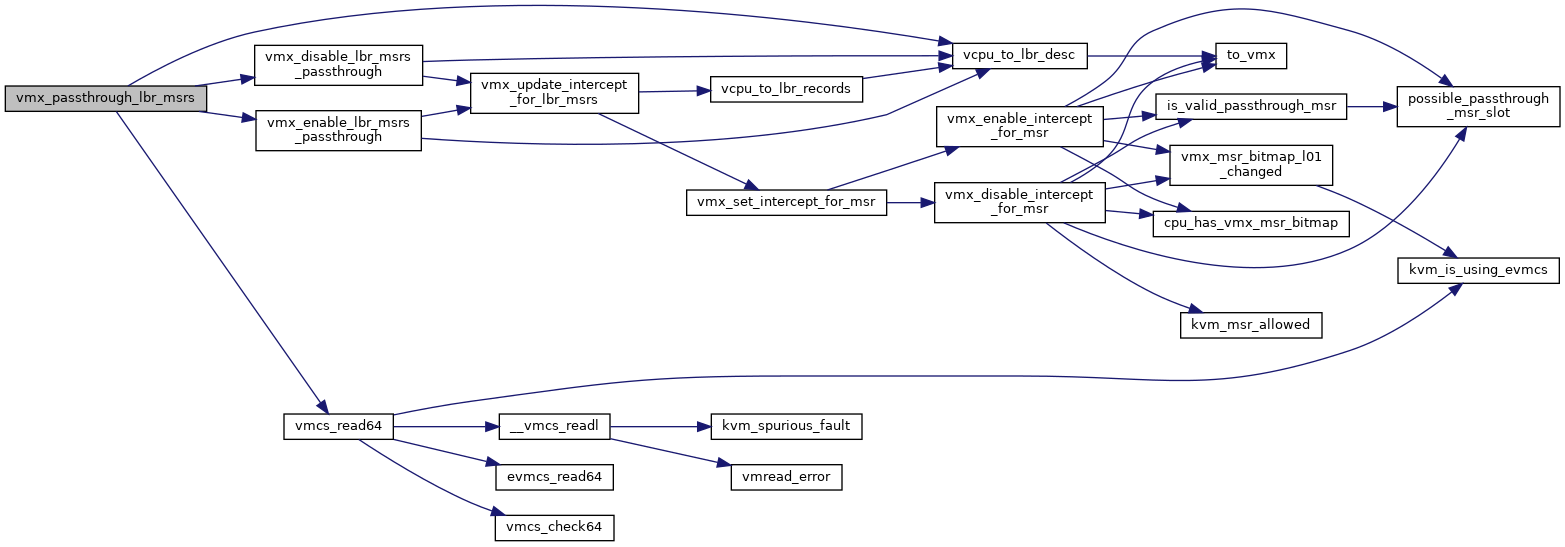 vmx_passthrough_lbr_msrs
vmx_disable_lbr_msrs
_passthrough
vmx_enable_lbr_msrs
_passthrough
vmx_update_intercept
_for_lbr_msrs
vcpu_to_lbr_records
vcpu_to_lbr_desc
to_vmx
vmx_set_intercept_for_msr
vmx_enable_intercept
_for_msr
vmx_disable_intercept
_for_msr
is_valid_passthrough_msr
possible_passthrough
_msr_slot
vmx_msr_bitmap_l01
_changed
cpu_has_vmx_msr_bitmap
kvm_is_using_evmcs
kvm_msr_allowed
vmcs_read64
__vmcs_readl
kvm_spurious_fault
evmcs_read64
vmread_error
vmcs_check64